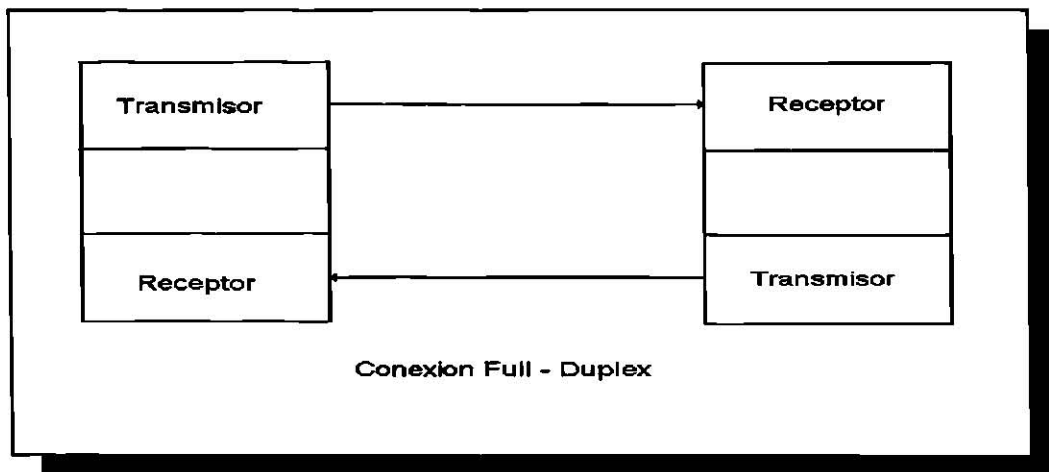 Transmisor
Receptor
Receptor
Transmisor
Conexion Full - Duplex